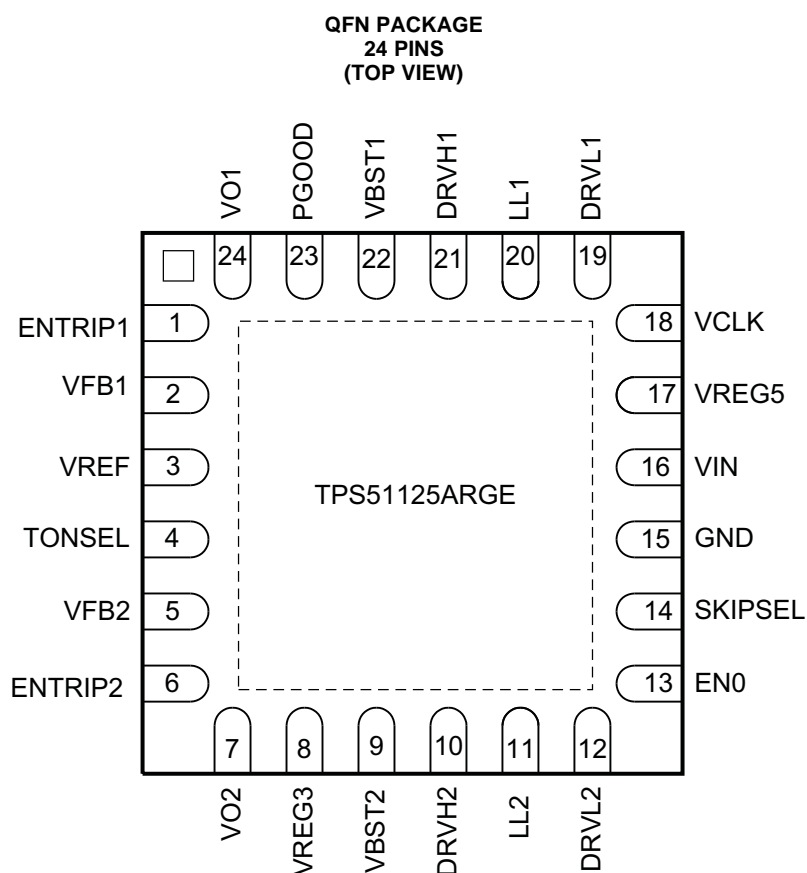 QFN PACKAGE
24 PINS
(TOP VIEW)
VO1
PGOOD
VBST1
DRVH1
LL1
DRVL1
24
23
22
21
20
19
ENTRIP1
1
18
VCLK
VFB1
2
17
VREG5
VREF
3
16
VIN
TPS51125ARGE
TONSEL
4
15
GND
VFB2
5
14
SKIPSEL
ENTRIP2
6
13
EN0
7
8
9
10
11
12
VO2
VREG3
VBST2
DRVH2
LL2
DRVL2